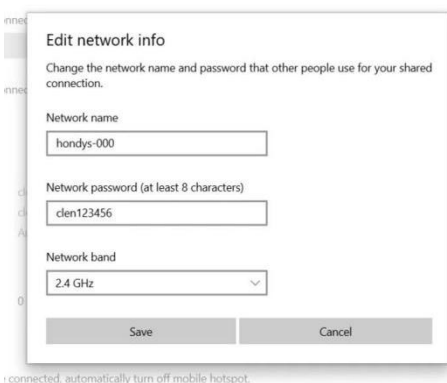 Edit network info
Change the network name and password that other people use for your shared
connection.
Network name
hondys-000
Network password (at least 8 characters)
clen123456
Network band
2.4 GHz
Save
Cancel
0
connected, automatically turn off mobile hotspot.